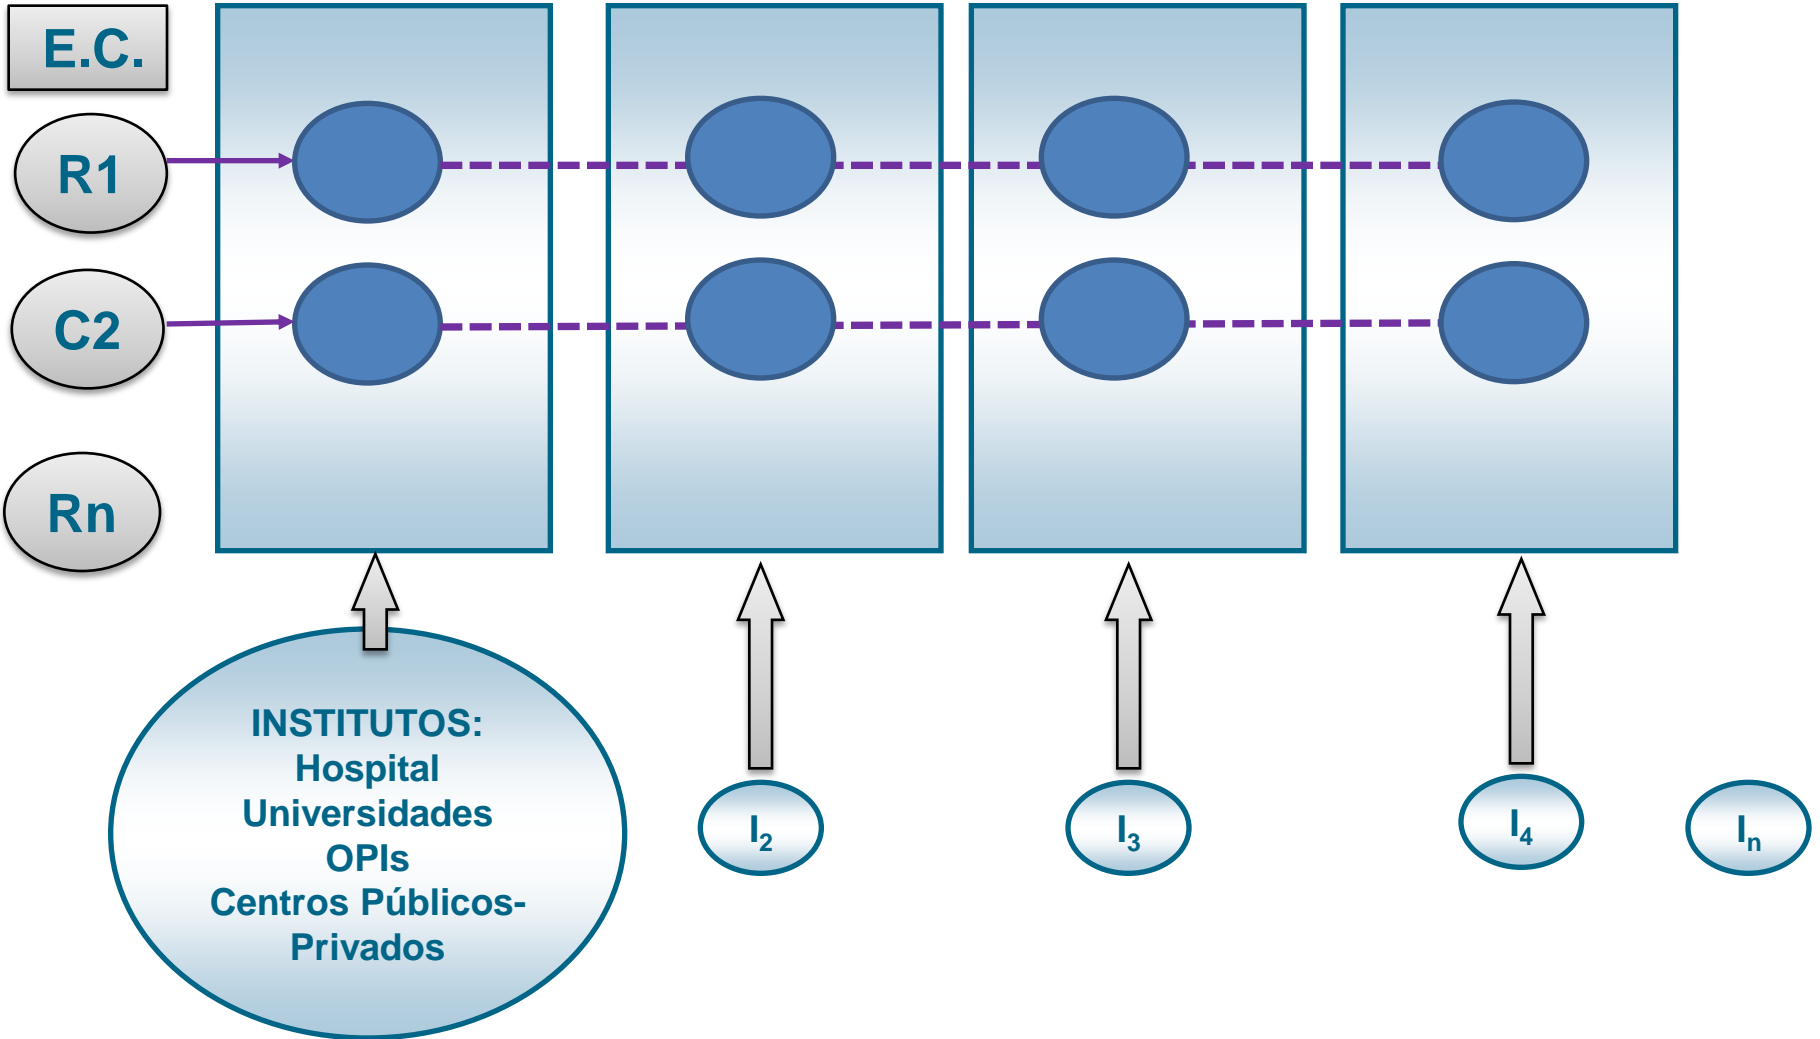 E.C.
R1
C2
Rn
INSTITUTOS:
Hospital
Universidades
OPIs
Centros Públicos-
Privados
I2
I3
I4
In